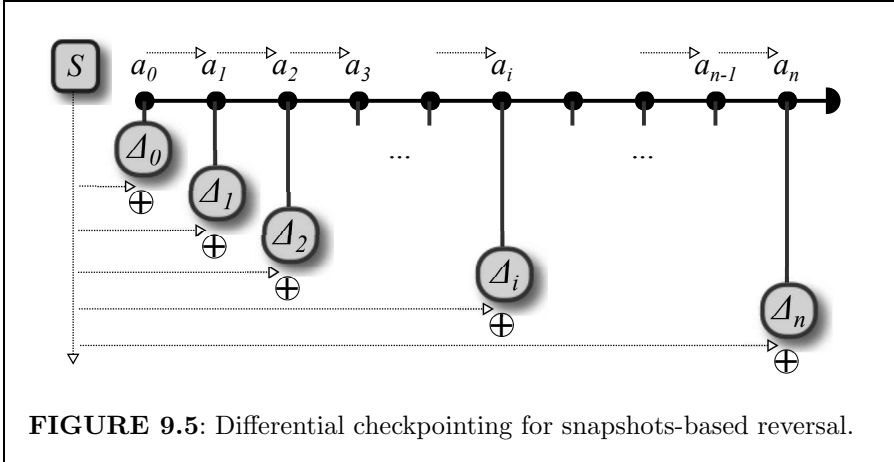 S
a₀ a₁ a₂ a₃ aᵢ aₙ₋₁ aₙ
Δ₀
... ...
Δ₁
Δ₂
Δᵢ
Δₙ
FIGURE 9.5: Differential checkpointing for snapshots-based reversal.